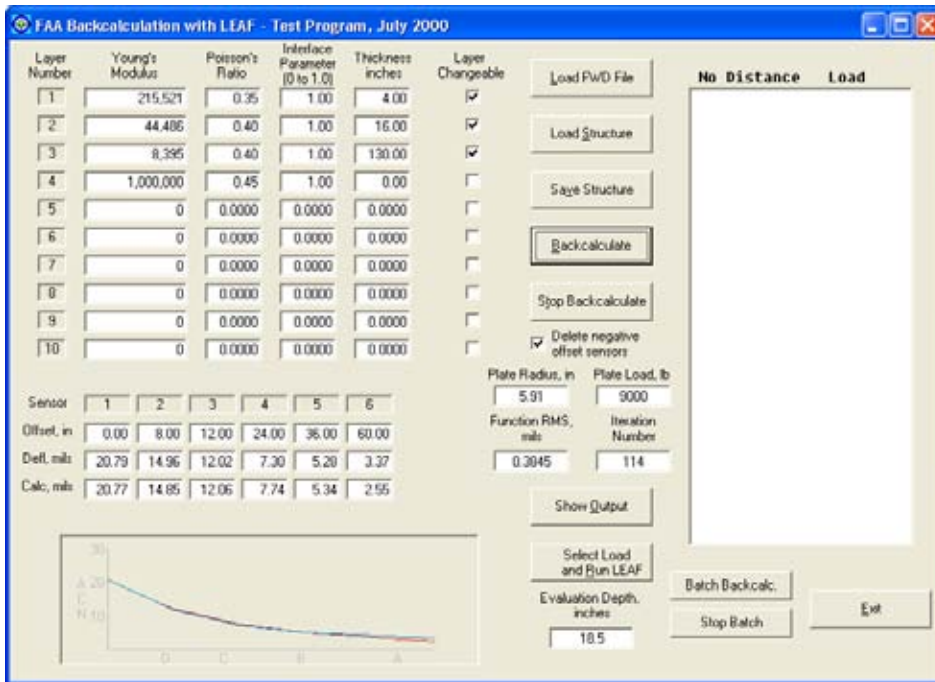 FAA Backcalculation with LEAF - Test Program, July 2000
Layer Number Young's Modulus Poisson's Ratio Interface Parameter (0 to 1.0) Thickness inches Layer Changeable
1 215,521 0.35 1.00 4.00
2 44,486 0.40 1.00 16.00
3 8,395 0.40 1.00 130.00
4 1,000,000 0.45 1.00 0.00
5 0 0.0000 0.0000 0.0000
6 0 0.0000 0.0000 0.0000
7 0 0.0000 0.0000 0.0000
8 0 0.0000 0.0000 0.0000
9 0 0.0000 0.0000 0.0000
10 0 0.0000 0.0000 0.0000
Load FWD File
Load Structure
Save Structure
Backcalculate
Stop Backcalculate
Delete negative
offset sensors
No Distance Load
Plate Radius, in Plate Load, lb
5.91 9000
Function RMS, mils Iteration Number
0.3845 114
Sensor 1 2 3 4 5 6
Offset, in 0.00 8.00 12.00 24.00 36.00 60.00
Defl, mils 20.79 14.96 12.02 7.30 5.28 3.37
Calc, mils 20.77 14.85 12.06 7.74 5.34 2.55
Show Output
Select Load
and Run LEAF
Evaluation Depth,
inches
18.5
Batch Backcalc.
Stop Batch
Exit
30
20
10
A
C
N
D C B A